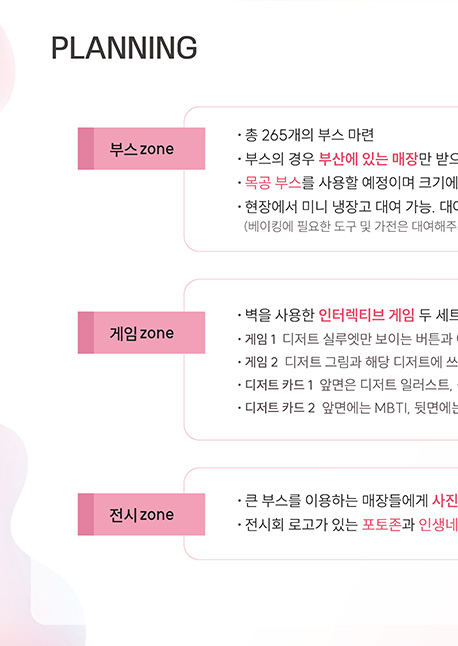 PLANNING
부스 zone
· 총 265개의 부스 마련
· 부스의 경우 부산에 있는 매장만 받으
· 목공 부스를 사용할 예정이며 크기에
· 현장에서 미니 냉장고 대여 가능. 대
(베이킹에 필요한 도구 및 가전은 대여해주
게임 zone
· 벽을 사용한 인터렉티브 게임 두 세트
· 게임 1 디저트 실루엣만 보이는 버튼과
· 게임 2 디저트 그림과 해당 디저트에 쓰
· 디저트 카드 1 앞면은 디저트 일러스트,
· 디저트 카드 2 앞면에는 MBTI, 뒷면에는
전시 zone
· 큰 부스를 이용하는 매장들에게 사진
· 전시회 로고가 있는 포토존과 인생네